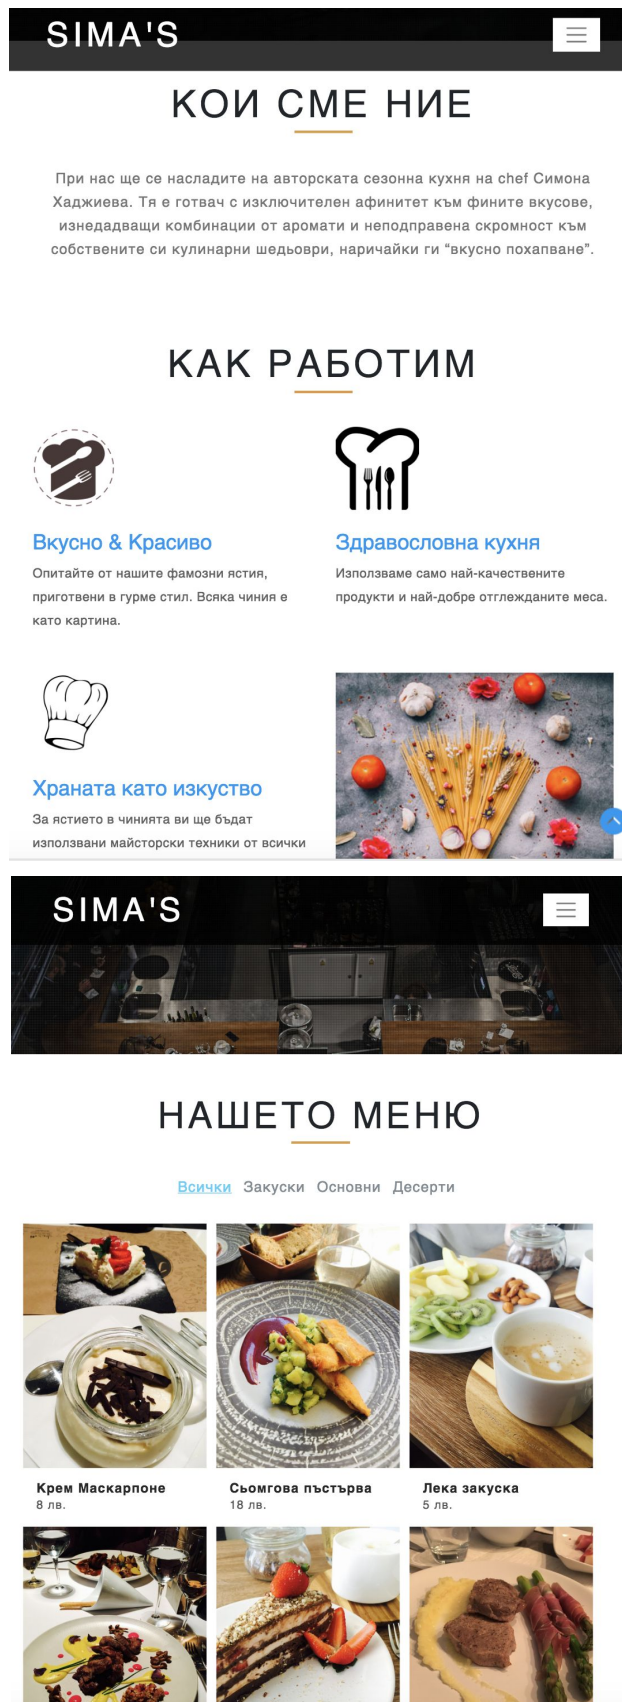 SIMA'S
КОИ СМЕ НИЕ
При нас ще се насладите на авторската сезонна кухня на chef Симона
Хаджиева. Тя е готвач с изключителен афинитет към фините вкусове,
изнедадващи комбинации от аромати и неподправена скромност към
собствените си кулинарни шедьоври, наричайки ги “вкусно похапване”.
КАК РАБОТИМ
Вкусно & Красиво
Опитайте от нашите фамозни ястия,
приготвени в гурме стил. Всяка чиния е
като картина.
Здравословна кухня
Използваме само най-качествените
продукти и най-добре отглежданите меса.
Храната като изкуство
За ястието в чинията ви ще бъдат
използвани майсторски техники от всички
SIMA'S
НАШЕТО МЕНЮ
Всички Закуски Основни Десерти
Крем Маскарпоне
8 лв.
Сьомгова пъстърва
18 лв.
Лека закуска
5 лв.